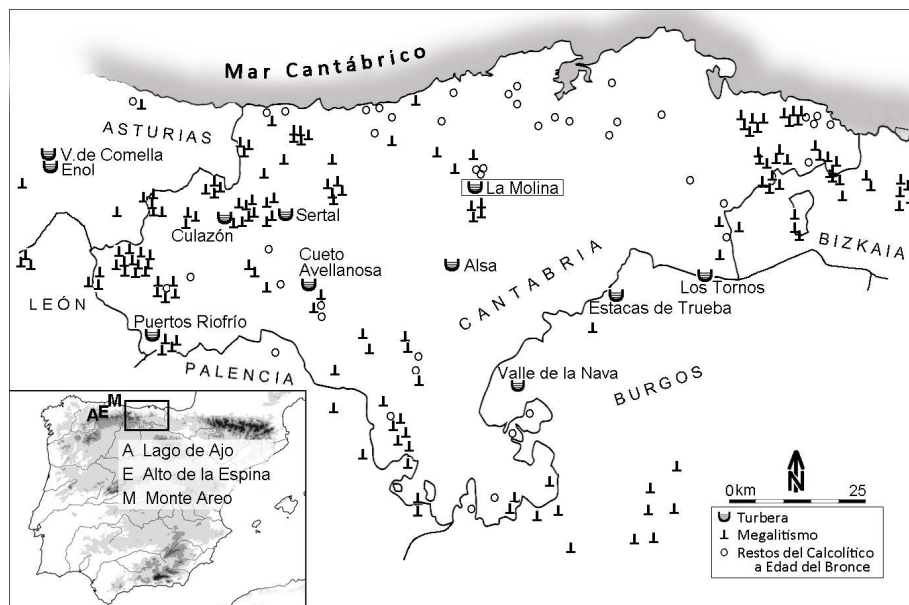 Mar Cantábrico
ASTURIAS
V.de Comella
Enol
La Molina
Culazón
Sertal
BIZKAIA
Cueto
Avellanosa
Alsa
CANTABRIA
Los Tornos
LEÓN
Estacas de Trueba
Puertos Riofrío
PALENCIA
Valle de la Nava
BURGOS
A E M
A Lago de Ajo
E Alto de la Espina
M Monte Areo
N
0 km 25
Turbera
Megalitismo
Restos del Calcolítico
a Edad del Bronce